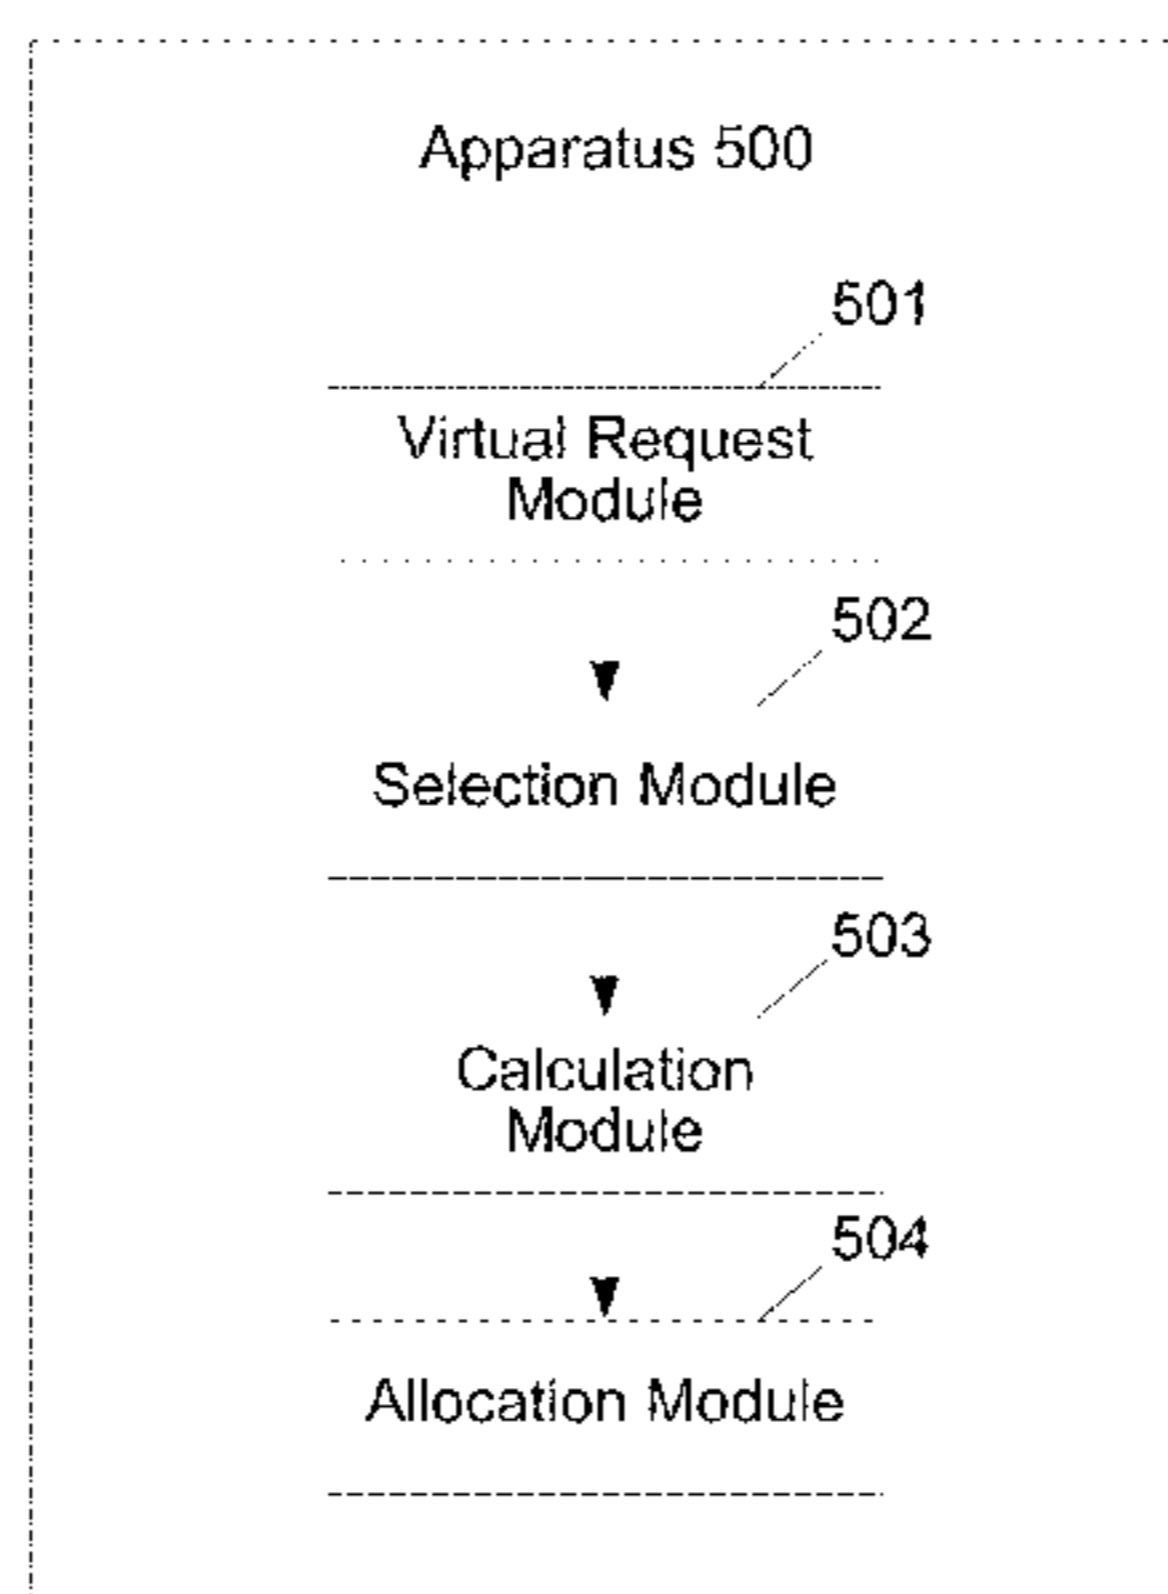 Apparatus 500
501
Virtual Request
Module
502
Selection Module
503
Calculation
Module
504
Allocation Module